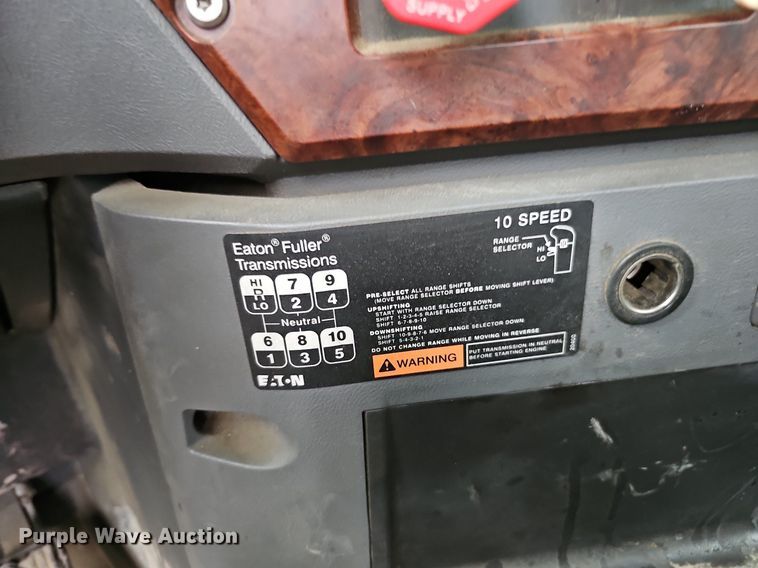 SUPPLY
10 SPEED
Eaton® Fuller®
Transmissions
RANGE
SELECTOR
HI
LO
HI 7 9
R
LO 2 4
Neutral
6 8 10
1 3 5
EATON
PRE-SELECT ALL RANGE SHIFTS
(MOVE RANGE SELECTOR BEFORE MOVING SHIFT LEVER)
UPSHIFTING
START WITH RANGE SELECTOR DOWN
SHIFT 1-2-3-4-5 RAISE RANGE SELECTOR
SHIFT 6-7-8-9-10
DOWNSHIFTING
SHIFT 10-9-8-7-6 MOVE RANGE SELECTOR DOWN
SHIFT 5-4-3-2-1
DO NOT CHANGE RANGE WHILE MOVING IN REVERSE
WARNING
PUT TRANSMISSION IN NEUTRAL
BEFORE STARTING ENGINE
Purple Wave Auction